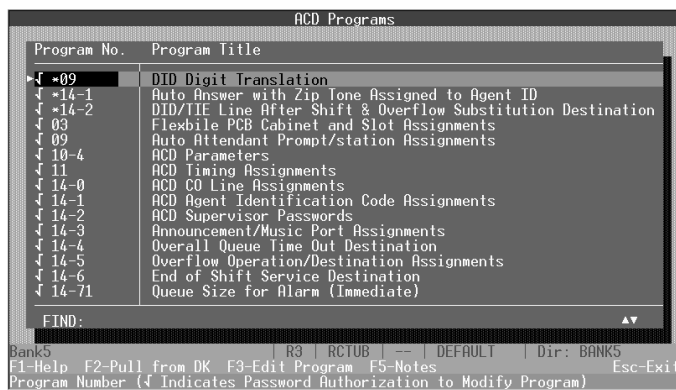 ACD Programs
Program No. Program Title
►√ *09 DID Digit Translation
√ *14-1 Auto Answer with Zip Tone Assigned to Agent ID
√ *14-2 DID/TIE Line After Shift & Overflow Substitution Destination
√ 03 Flexbile PCB Cabinet and Slot Assignments
√ 09 Auto Attendant Prompt/station Assignments
√ 10-4 ACD Parameters
√ 11 ACD Timing Assignments
√ 14-0 ACD CO Line Assignments
√ 14-1 ACD Agent Identification Code Assignments
√ 14-2 ACD Supervisor Passwords
√ 14-3 Announcement/Music Port Assignments
√ 14-4 Overall Queue Time Out Destination
√ 14-5 Overflow Operation/Destination Assignments
√ 14-6 End of Shift Service Destination
√ 14-71 Queue Size for Alarm (Immediate)
FIND: ▲▼
Bank5 | R3 | RCTUB | -- | DEFAULT | Dir: BANK5
F1-Help F2-Pull from DK F3-Edit Program F5-Notes Esc-Exit
Program Number (√ Indicates Password Authorization to Modify Program)